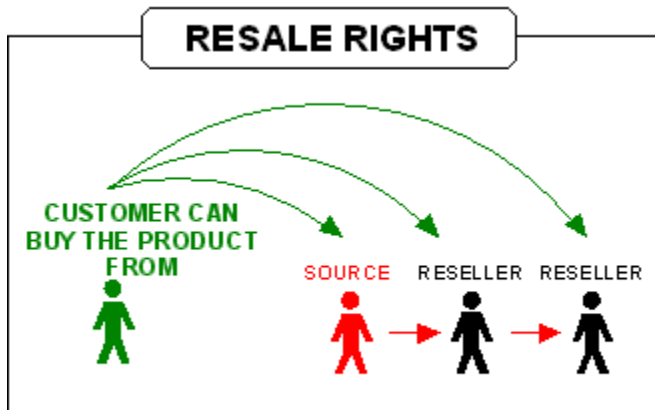 RESALE RIGHTS
CUSTOMER CAN
BUY THE PRODUCT
FROM
SOURCE RESELLER RESELLER